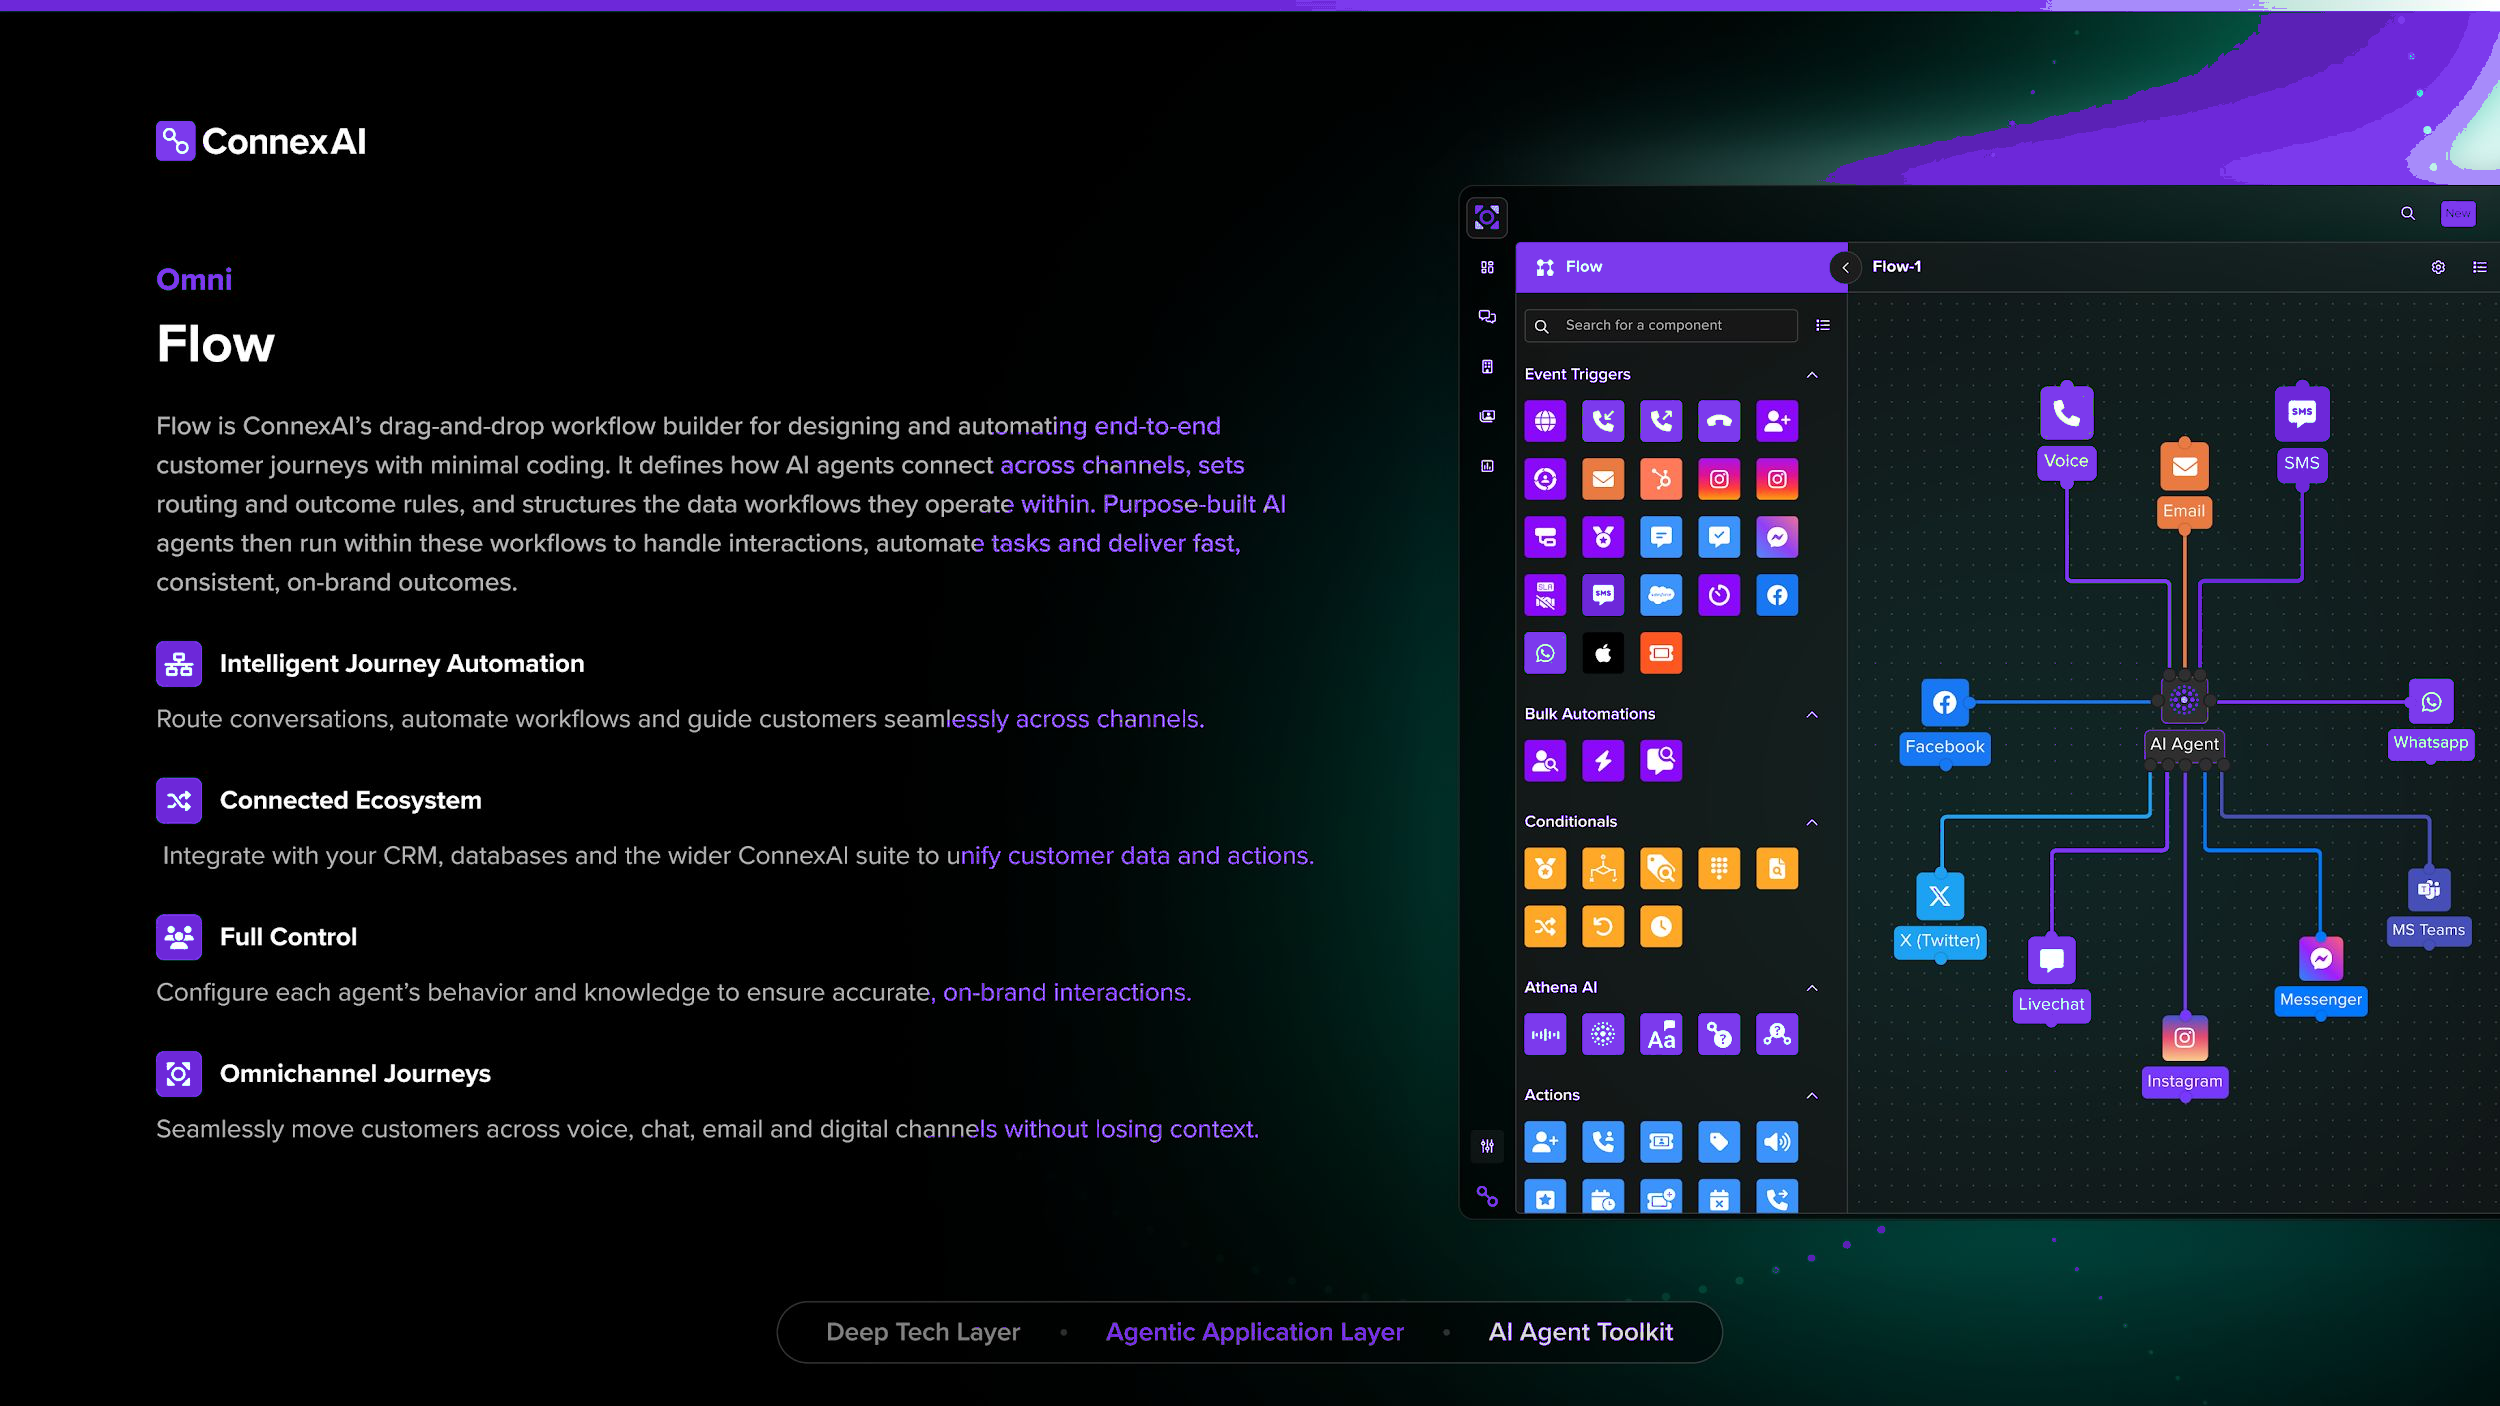 ConnexAI
Omni
Flow
Flow is ConnexAI’s drag-and-drop workflow builder for designing and automating end-to-end
customer journeys with minimal coding. It defines how AI agents connect across channels, sets
routing and outcome rules, and structures the data workflows they operate within. Purpose-built AI
agents then run within these workflows to handle interactions, automate tasks and deliver fast,
consistent, on-brand outcomes.
Intelligent Journey Automation
Route conversations, automate workflows and guide customers seamlessly across channels.
Connected Ecosystem
Integrate with your CRM, databases and the wider ConnexAI suite to unify customer data and actions.
Full Control
Configure each agent’s behavior and knowledge to ensure accurate, on-brand interactions.
Omnichannel Journeys
Seamlessly move customers across voice, chat, email and digital channels without losing context.
New
Flow
Flow-1
Search for a component
Event Triggers
SLA
SMS
Bulk Automations
Conditionals
Athena AI
Aa
Actions
SMS
Voice
SMS
Email
Facebook
AI Agent
Whatsapp
X (Twitter)
MS Teams
Livechat
Messenger
Instagram
Deep Tech Layer • Agentic Application Layer • AI Agent Toolkit